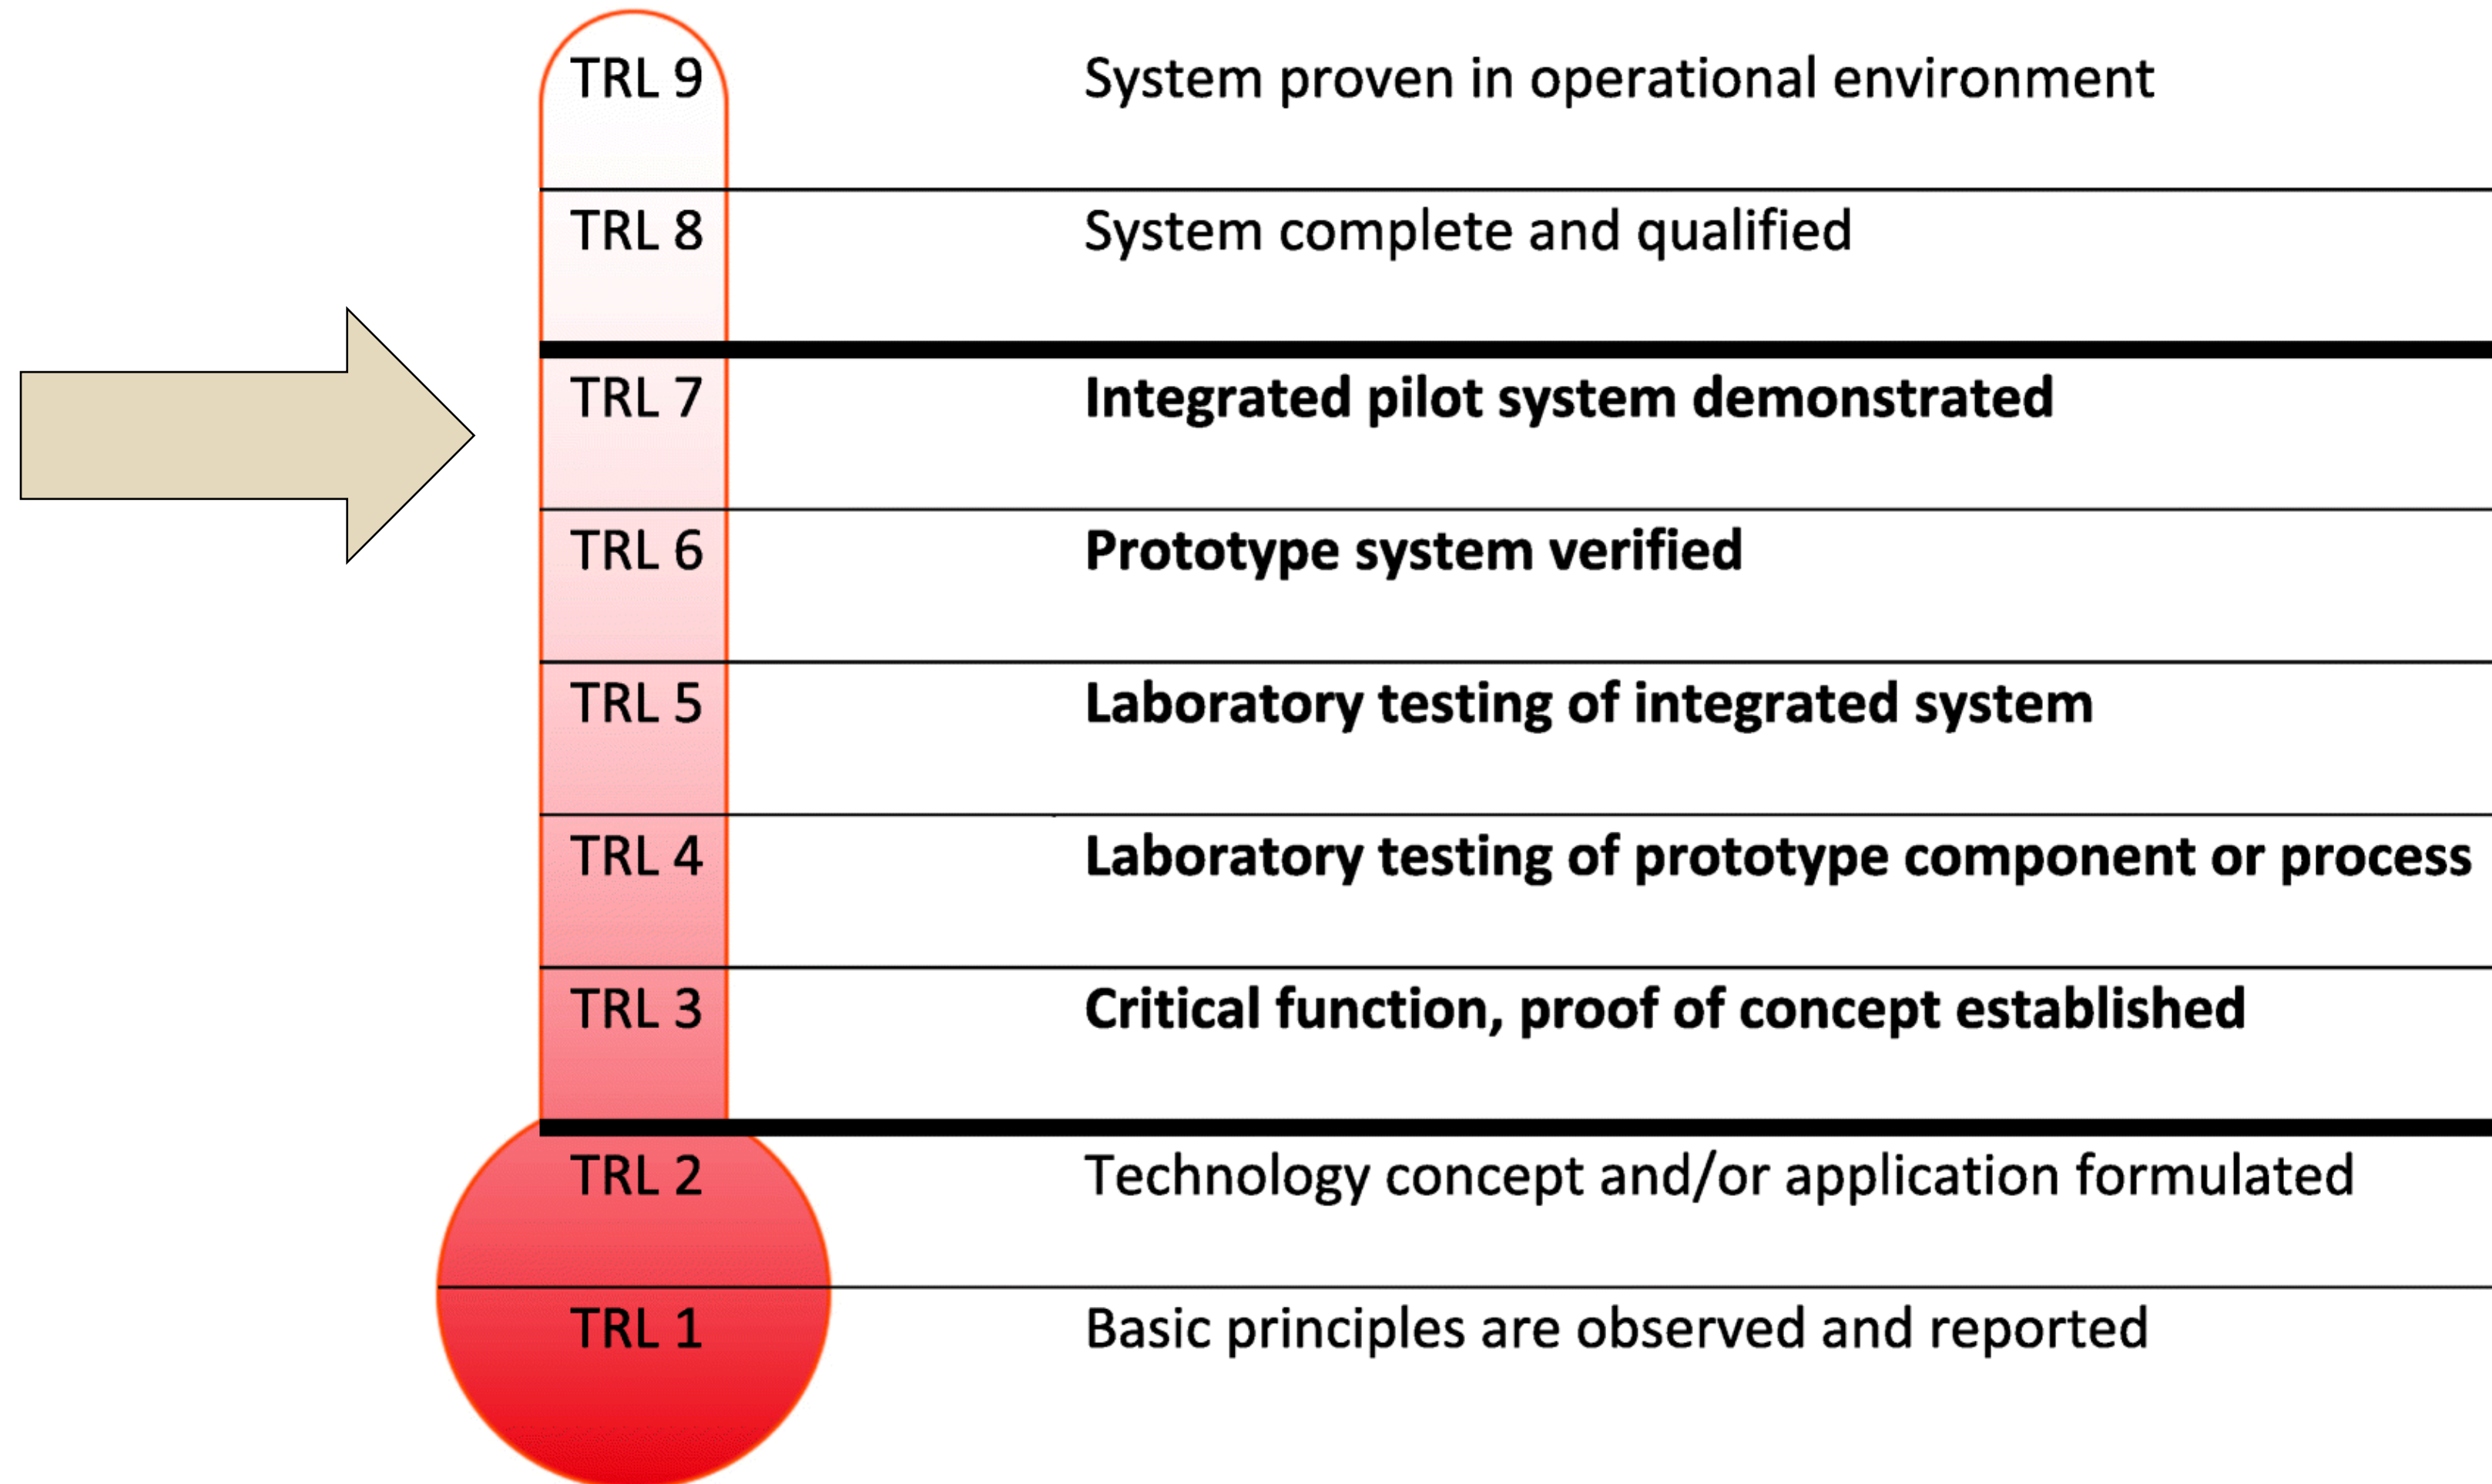 TRL 9 System proven in operational environment
TRL 8 System complete and qualified
TRL 7 Integrated pilot system demonstrated
TRL 6 Prototype system verified
TRL 5 Laboratory testing of integrated system
TRL 4 Laboratory testing of prototype component or process
TRL 3 Critical function, proof of concept established
TRL 2 Technology concept and/or application formulated
TRL 1 Basic principles are observed and reported